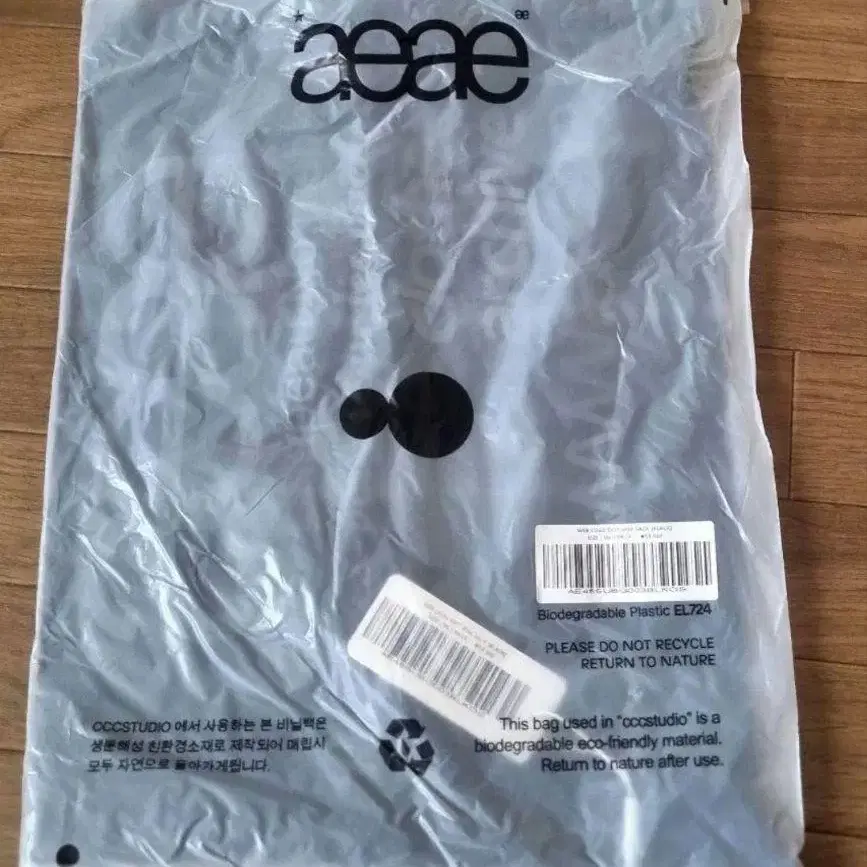 aeae
æ
Biodegradable Plastic EL724
PLEASE DO NOT RECYCLE
RETURN TO NATURE
CCCSTUDIO 에서 사용하는 본 비닐백은
생분해성 친환경소재로 제작되어 매립시
모두 자연으로 돌아가게됩니다.
This bag used in "cccstudio" is a
biodegradable eco-friendly material.
Return to nature after use.